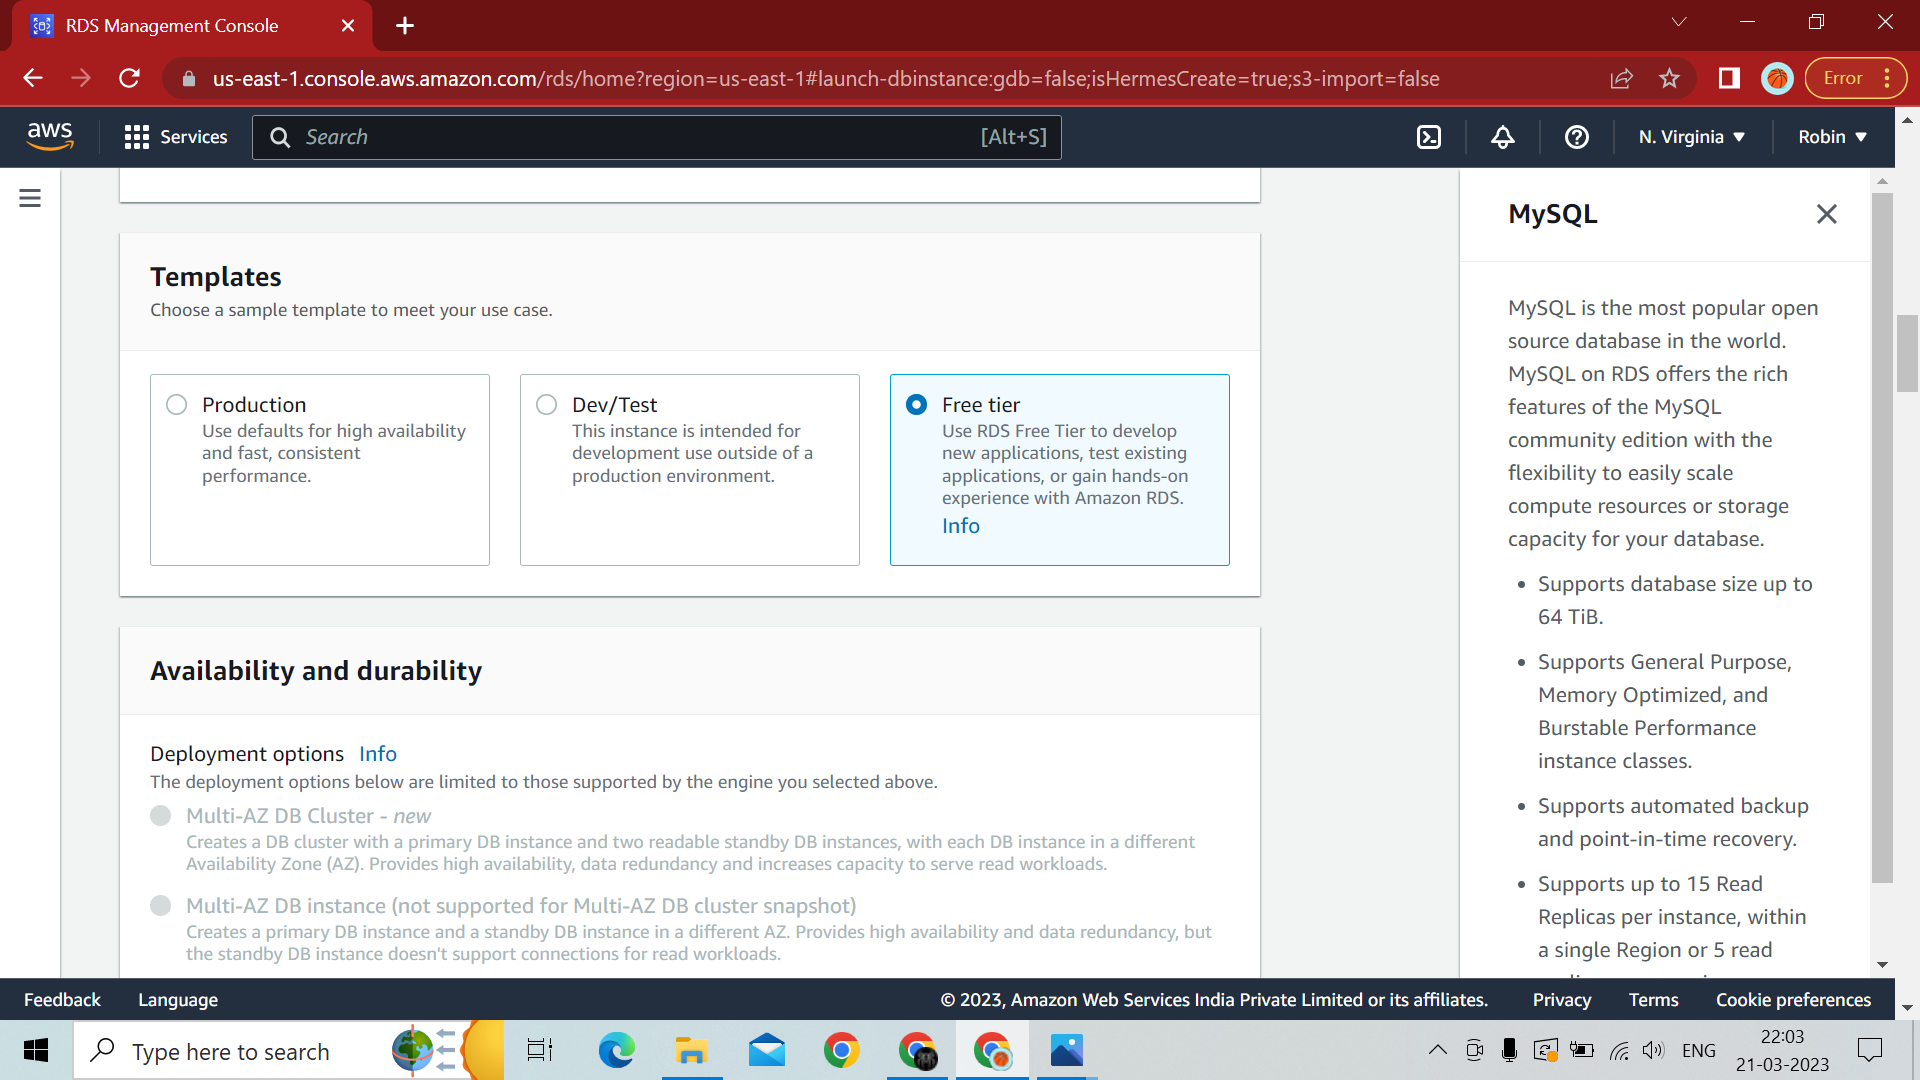 RDS Management Console
us-east-1.console.aws.amazon.com/rds/home?region=us-east-1#launch-dbinstance:gdb=false;isHermesCreate=true;s3-import=false
Error
aws
Services
Search
[Alt+S]
N. Virginia
Robin
Templates
Choose a sample template to meet your use case.
Production
Use defaults for high availability
and fast, consistent
performance.
Dev/Test
This instance is intended for
development use outside of a
production environment.
Free tier
Use RDS Free Tier to develop
new applications, test existing
applications, or gain hands-on
experience with Amazon RDS.
Info
Availability and durability
Deployment options Info
The deployment options below are limited to those supported by the engine you selected above.
Multi-AZ DB Cluster - new
Creates a DB cluster with a primary DB instance and two readable standby DB instances, with each DB instance in a different
Availability Zone (AZ). Provides high availability, data redundancy and increases capacity to serve read workloads.
Multi-AZ DB instance (not supported for Multi-AZ DB cluster snapshot)
Creates a primary DB instance and a standby DB instance in a different AZ. Provides high availability and data redundancy, but
the standby DB instance doesn't support connections for read workloads.
MySQL
MySQL is the most popular open
source database in the world.
MySQL on RDS offers the rich
features of the MySQL
community edition with the
flexibility to easily scale
compute resources or storage
capacity for your database.
• Supports database size up to
64 TiB.
• Supports General Purpose,
Memory Optimized, and
Burstable Performance
instance classes.
• Supports automated backup
and point-in-time recovery.
• Supports up to 15 Read
Replicas per instance, within
a single Region or 5 read
Feedback
Language
© 2023, Amazon Web Services India Private Limited or its affiliates.
Privacy
Terms
Cookie preferences
Type here to search
ENG
22:03
21-03-2023